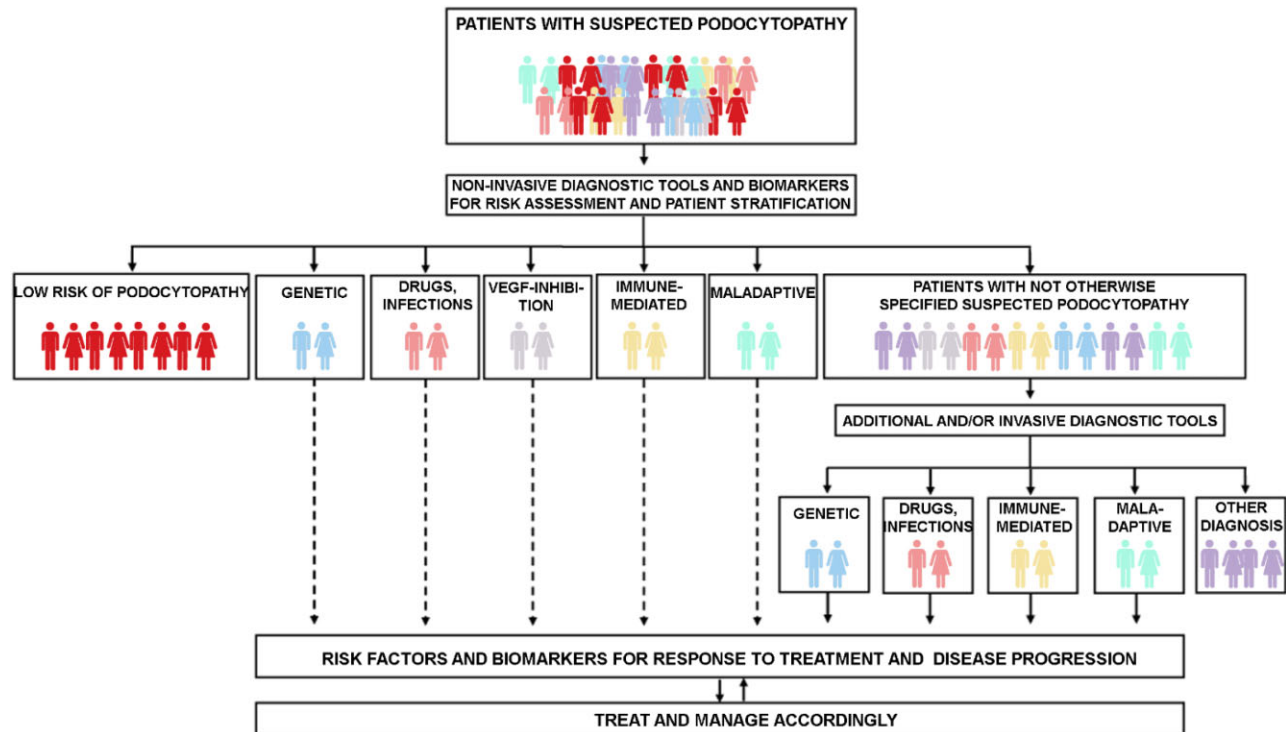 PATIENTS WITH SUSPECTED PODOCYTOPATHY
NON-INVASIVE DIAGNOSTIC TOOLS AND BIOMARKERS
FOR RISK ASSESSMENT AND PATIENT STRATIFICATION
LOW RISK OF PODOCYTOPATHY
GENETIC
DRUGS,
INFECTIONS
VEGF-INHIBI-
TION
IMMUNE-
MEDIATED
MALADAPTIVE
PATIENTS WITH NOT OTHERWISE
SPECIFIED SUSPECTED PODOCYTOPATHY
ADDITIONAL AND/OR INVASIVE DIAGNOSTIC TOOLS
GENETIC
DRUGS,
INFECTIONS
IMMUNE-
MEDIATED
MALA-
DAPTIVE
OTHER
DIAGNOSIS
RISK FACTORS AND BIOMARKERS FOR RESPONSE TO TREATMENT AND DISEASE PROGRESSION
TREAT AND MANAGE ACCORDINGLY